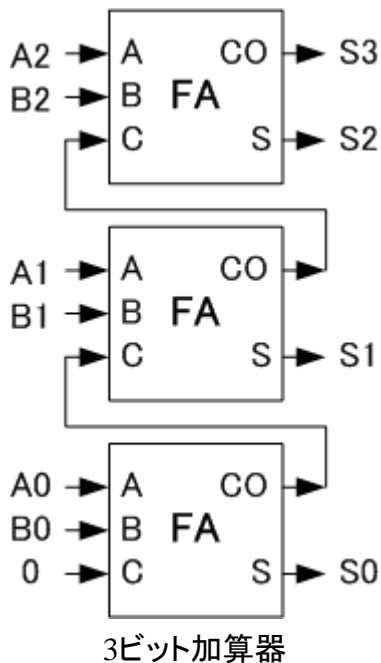 A2 A CO S3
B2 B FA
C S S2
A1 A CO
B1 B FA
C S S1
A0 A CO
B0 B FA
0 C S S0
3ビット加算器